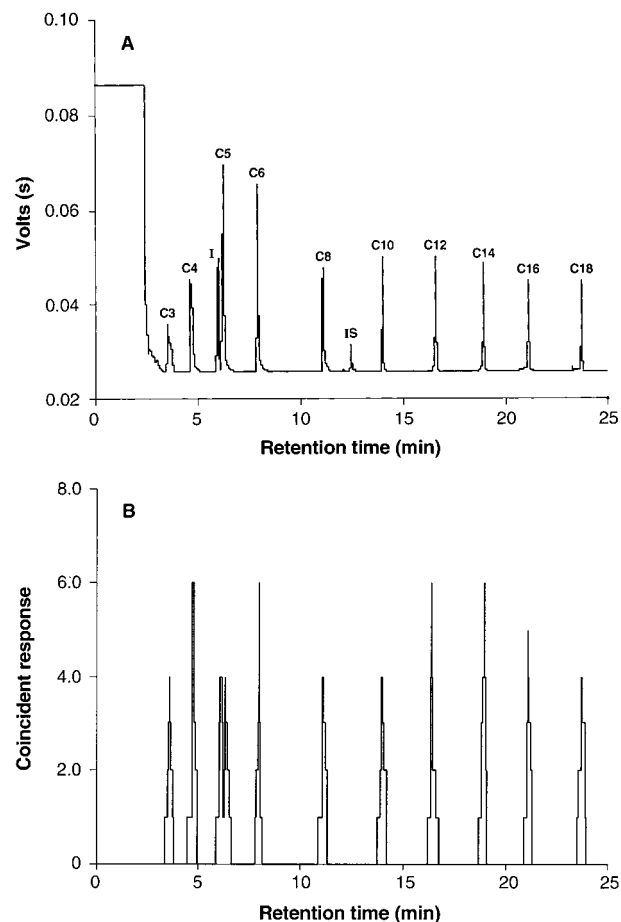 A
0.10
0.08
0.06
0.04
0.02
Volts (s)
C3
C4
I
C5
C6
C8
IS
C10
C12
C14
C16
C18
0
5
10
15
20
25
Retention time (min)
B
8.0
6.0
4.0
2.0
0
Coincident response
0
5
10
15
20
25
Retention time (min)